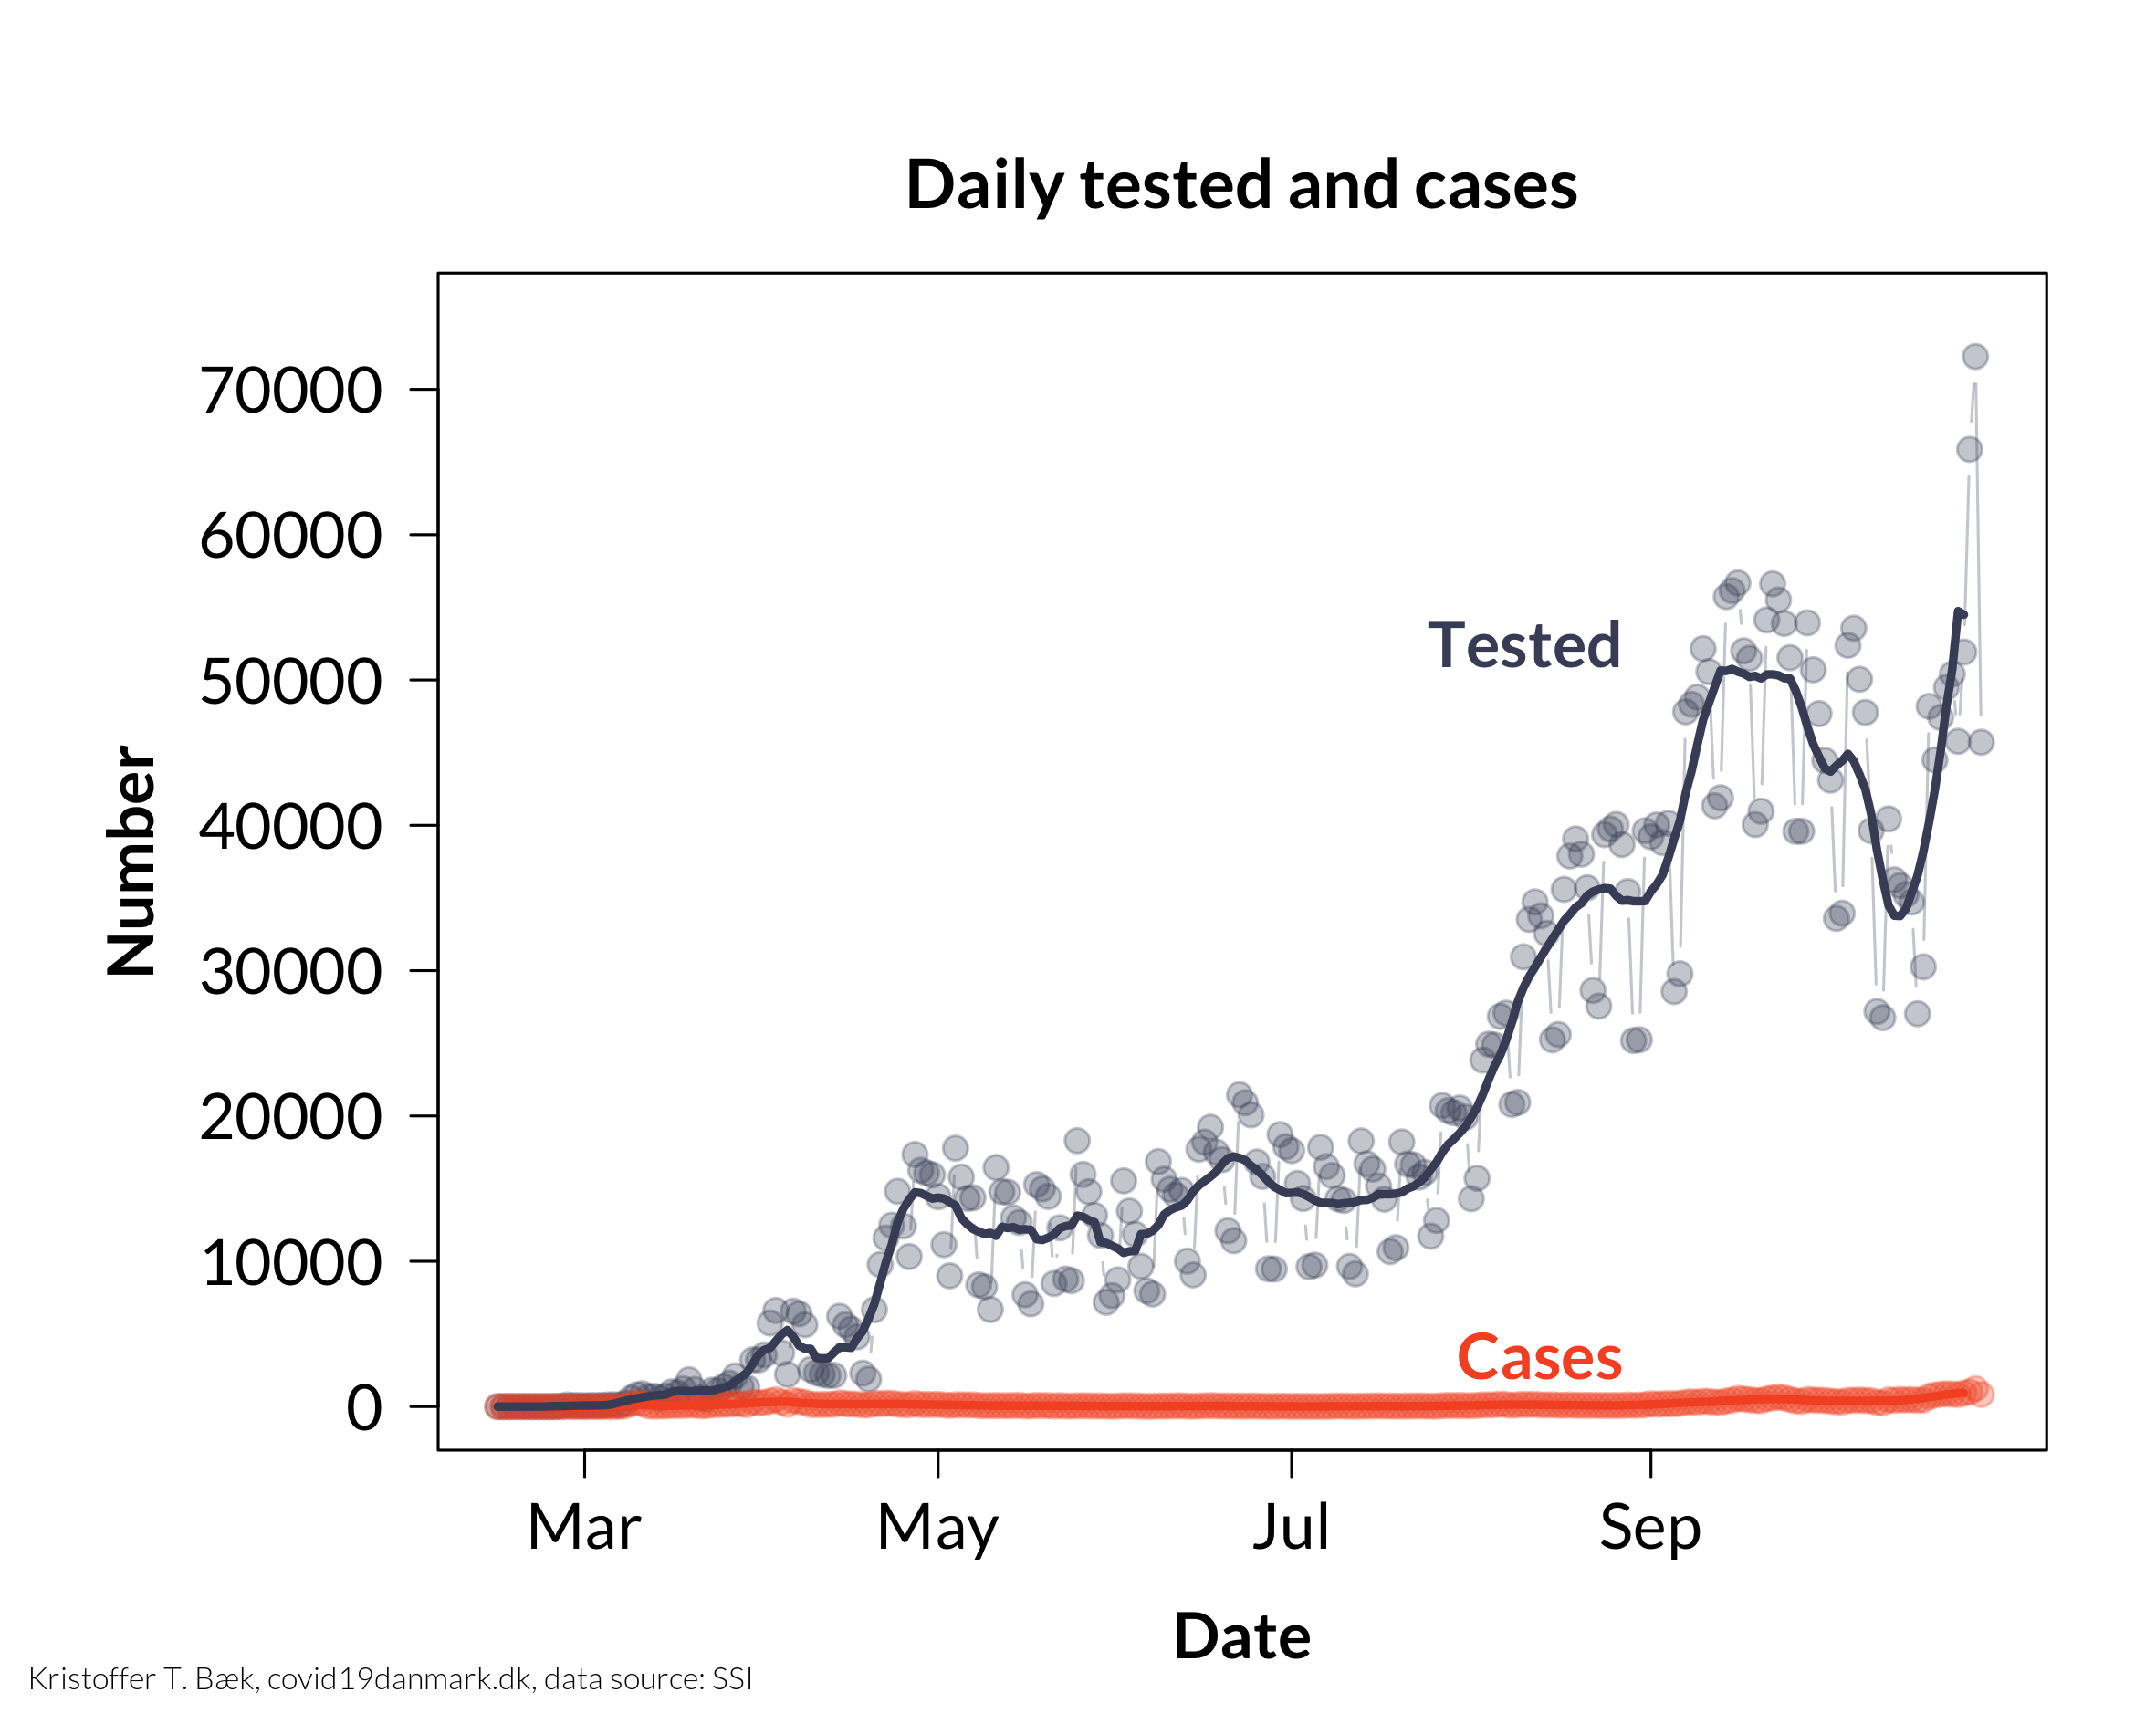 Daily tested and cases
70000
60000
50000
40000
30000
20000
10000
0
Number
Tested
Cases
Mar May Jul Sep
Date
Kristoffer T. Bæk, covid19danmark.dk, data source: SSI